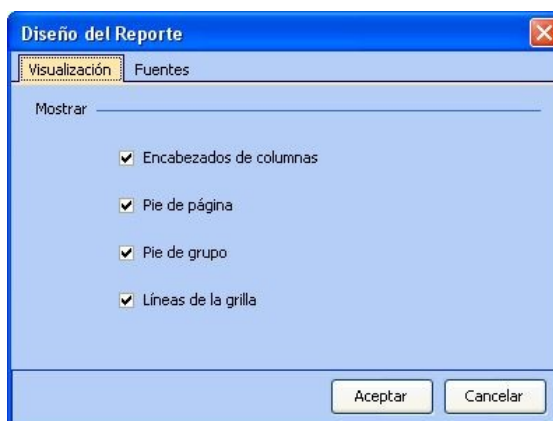 Diseño del Reporte
Visualización Fuentes
Mostrar
Encabezados de columnas
Pie de página
Pie de grupo
Líneas de la grilla
Aceptar Cancelar